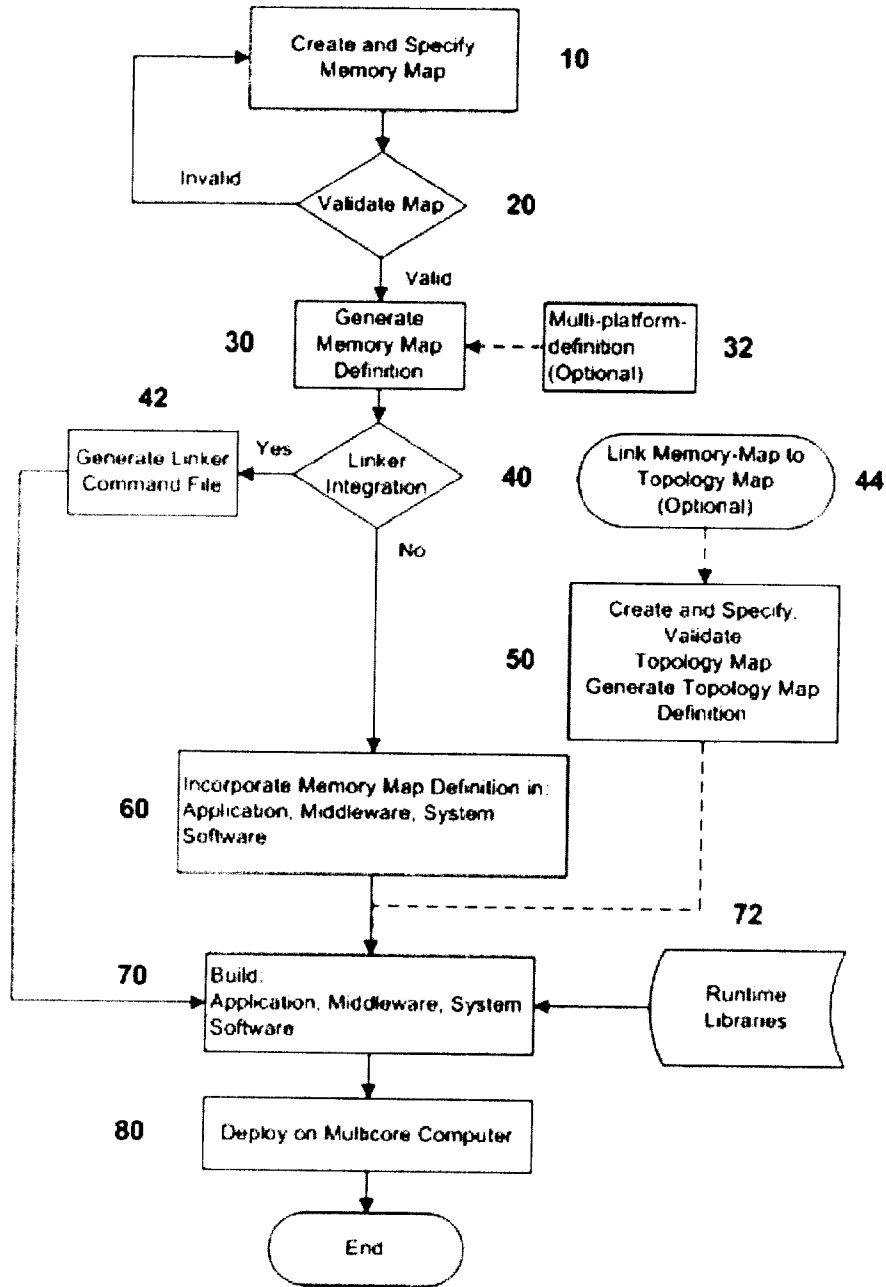 Create and Specify
Memory Map
10
Invalid
Validate Map
20
Valid
30
Generate
Memory Map
Definition
Multi-platform-
definition
(Optional)
32
42
Generate Linker
Command File
Yes
Linker
Integration
40
Link Memory-Map to
Topology Map
(Optional)
44
No
50
Create and Specify,
Validate
Topology Map
Generate Topology Map
Definition
60
Incorporate Memory Map Definition in:
Application, Middleware, System
Software
72
70
Build:
Application, Middleware, System
Software
Runtime
Libraries
80
Deploy on Multicore Computer
End